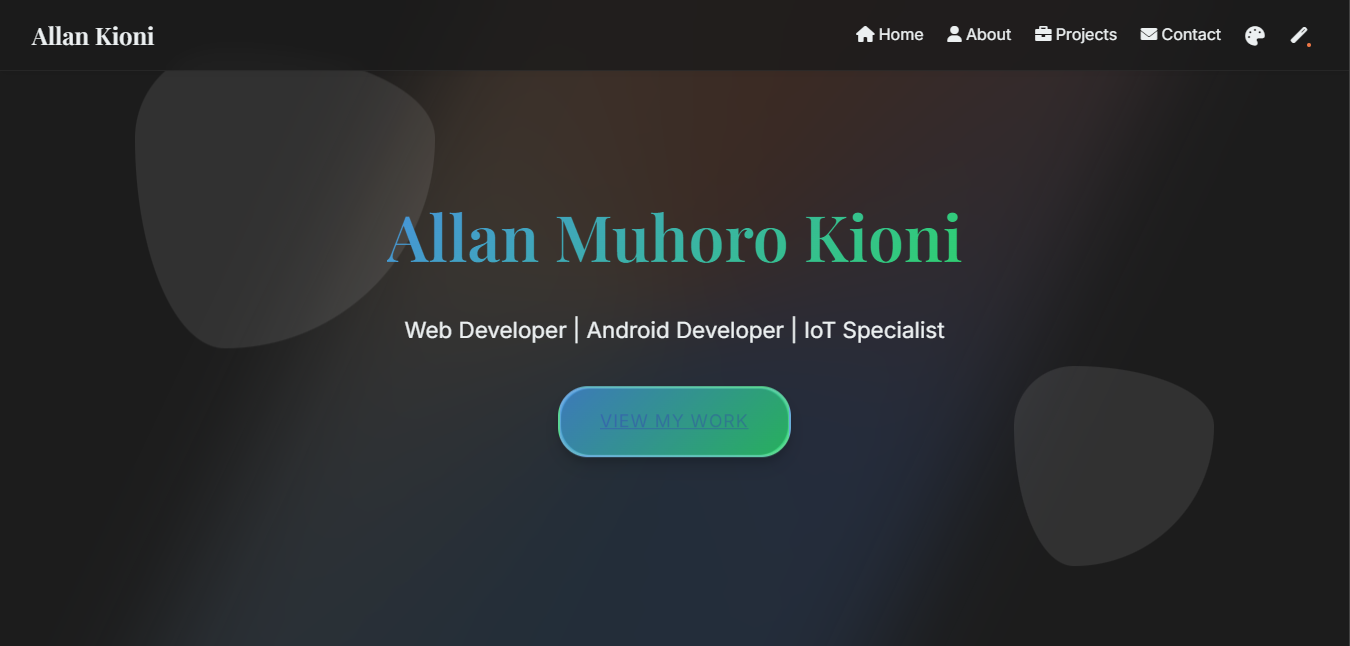 Allan Kioni
Home About Projects Contact
Allan Muhoro Kioni
Web Developer | Android Developer | IoT Specialist
VIEW MY WORK